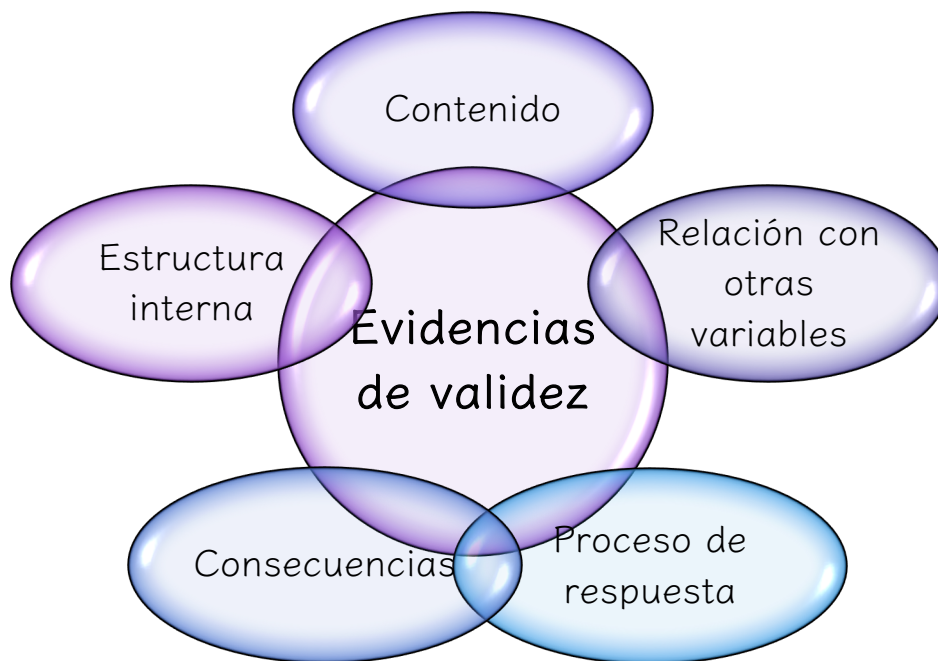 Contenido
Estructura
interna
Relación con
otras
variables
Evidencias
de validez
Consecuencias
Proceso de
respuesta